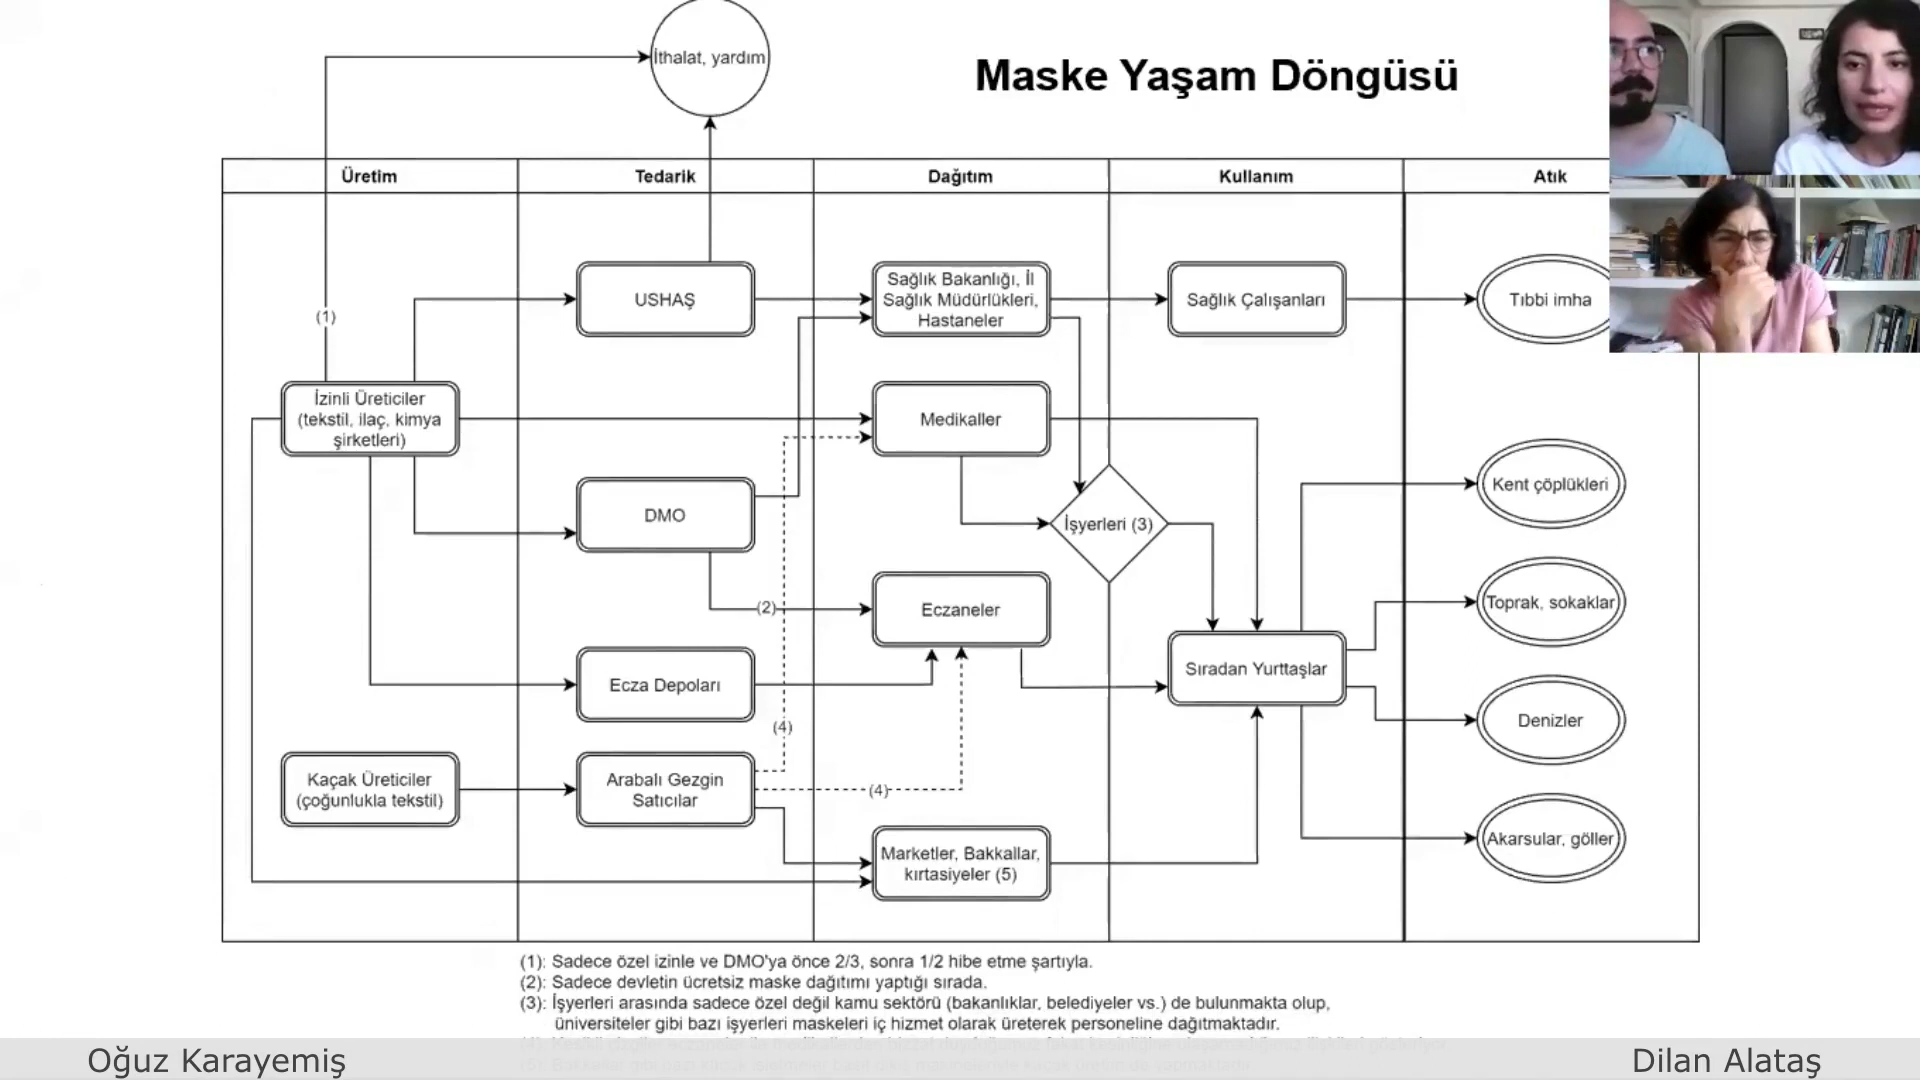 İthalat, yardım
Maske Yaşam Döngüsü
Üretim
Tedarik
Dağıtım
Kullanım
Atık
(1)
USHAŞ
Sağlık Bakanlığı, İl
Sağlık Müdürlükleri,
Hastaneler
Sağlık Çalışanları
Tıbbi imha
İzinli Üreticiler
(tekstil, ilaç, kimya
şirketleri)
Medikaller
Kent çöplükleri
DMO
İşyerleri (3)
(2)
Eczaneler
Toprak, sokaklar
Ecza Depoları
Sıradan Yurttaşlar
Denizler
(4)
Kaçak Üreticiler
(çoğunlukla tekstil)
Arabalı Gezgin
Satıcılar
(4)
Marketler, Bakkallar,
kırtasiyeler (5)
Akarsular, göller
(1): Sadece özel izinle ve DMO'ya önce 2/3, sonra 1/2 hibe etme şartıyla.
(2): Sadece devletin ücretsiz maske dağıtımı yaptığı sırada.
(3): İşyerleri arasında sadece özel değil kamu sektörü (bakanlıklar, belediyeler vs.) de bulunmakta olup,
üniversiteler gibi bazı işyerleri maskeleri iç hizmet olarak üreterek personeline dağıtmaktadır.
Oğuz Karayemiş
Dilan Alataş